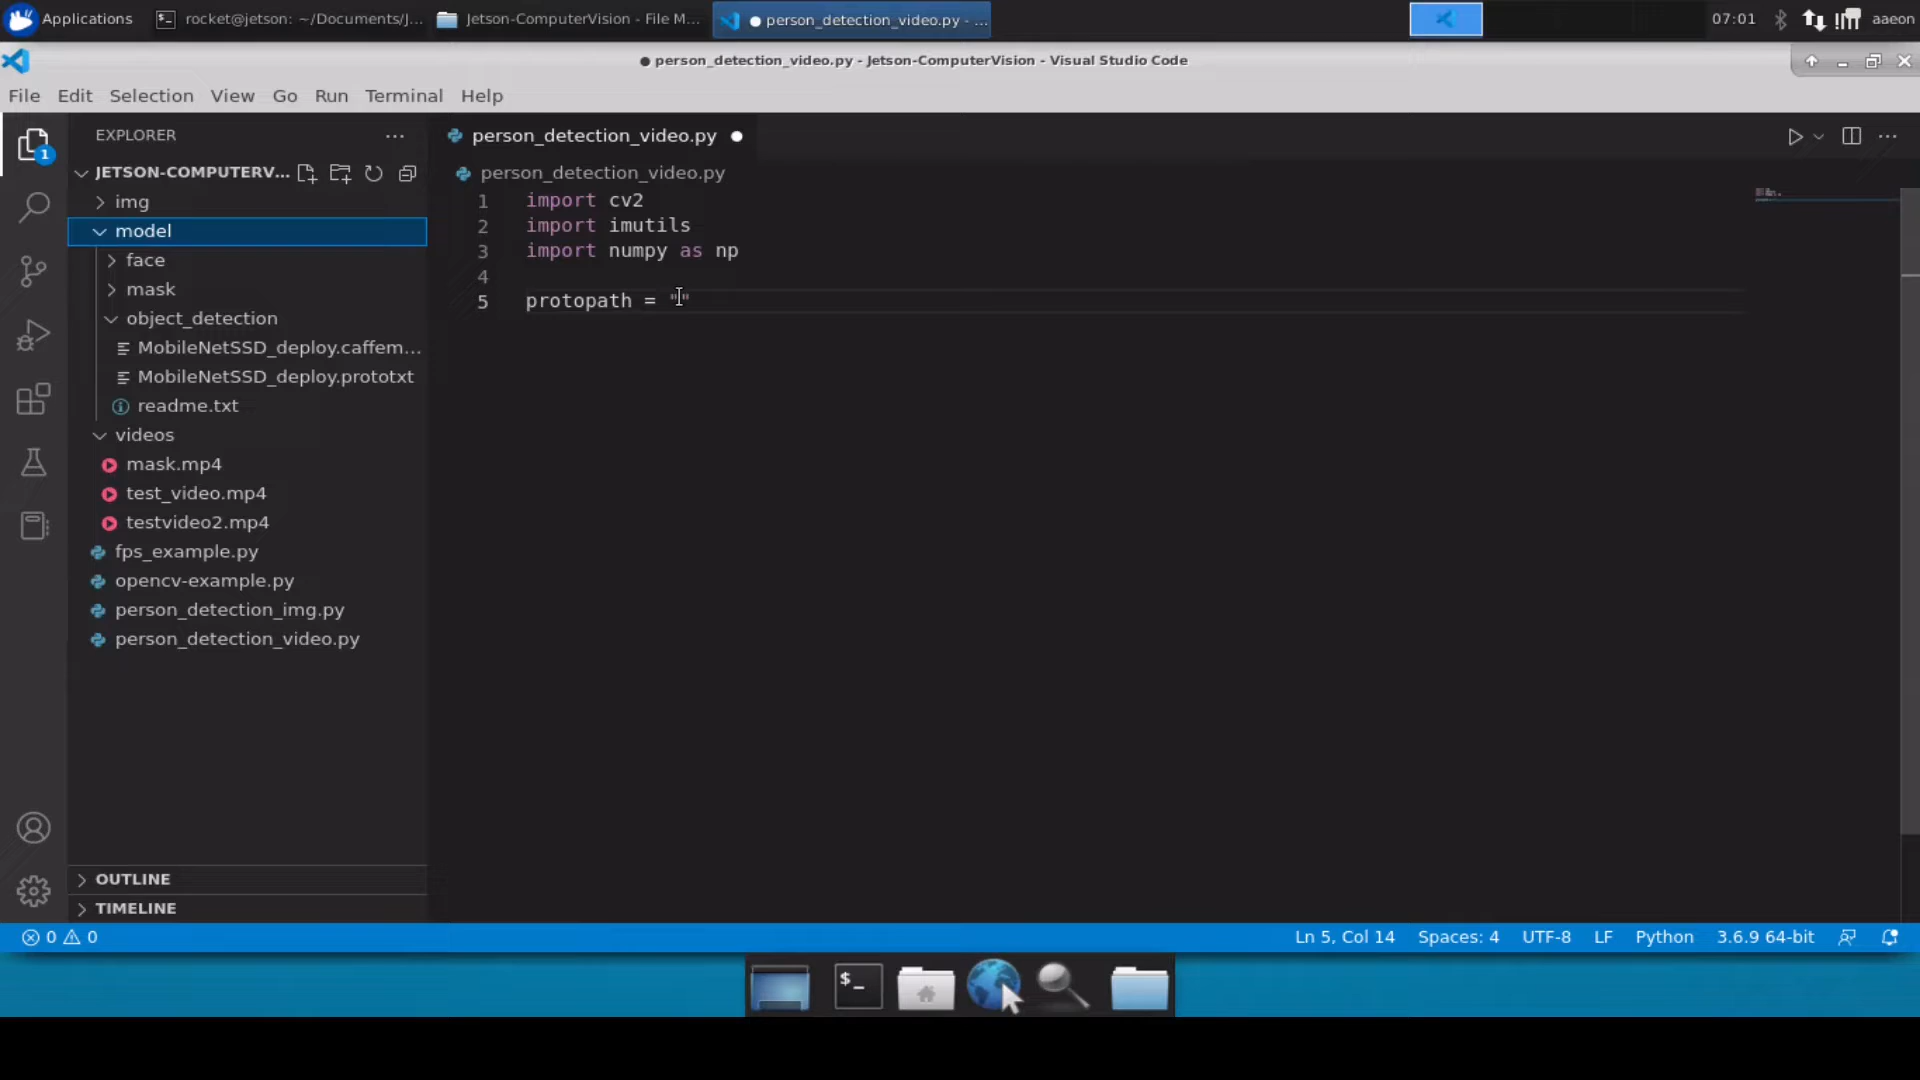 Applications
rocket@jetson: ~/Documents/J...
Jetson-ComputerVision - File M...
● person_detection_video.py - ...
07:01
aaeon
● person_detection_video.py - Jetson-ComputerVision - Visual Studio Code
File Edit Selection View Go Run Terminal Help
EXPLORER
person_detection_video.py
1
JETSON-COMPUTERV...
person_detection_video.py
img
model
face
mask
object_detection
MobileNetSSD_deploy.caffem...
MobileNetSSD_deploy.prototxt
readme.txt
videos
mask.mp4
test_video.mp4
testvideo2.mp4
fps_example.py
opencv-example.py
person_detection_img.py
person_detection_video.py
OUTLINE
TIMELINE
1 import cv2
2 import imutils
3 import numpy as np
4
5 protopath = ""
0 0
Ln 5, Col 14
Spaces: 4
UTF-8
LF
Python
3.6.9 64-bit
$_